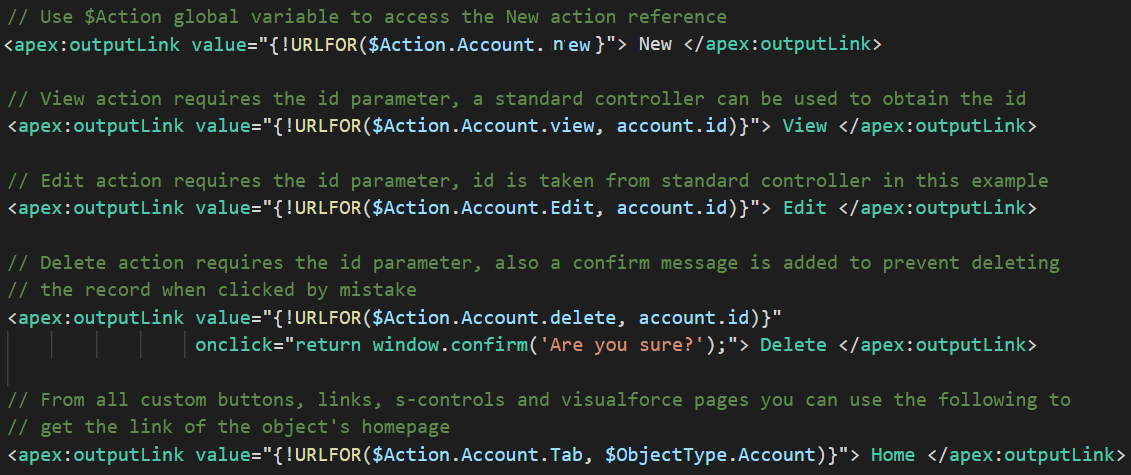 // Use $Action global variable to access the New action reference
<apex:outputLink value="{!URLFOR($Action.Account. new}"> New </apex:outputLink>
// View action requires the id parameter, a standard controller can be used to obtain the id
<apex:outputLink value="{!URLFOR($Action.Account.view, account.id)}"> View </apex:outputLink>
// Edit action requires the id parameter, id is taken from standard controller in this example
<apex:outputLink value="{!URLFOR($Action.Account.Edit, account.id)}"> Edit </apex:outputLink>
// Delete action requires the id parameter, also a confirm message is added to prevent deleting
// the record when clicked by mistake
<apex:outputLink value="{!URLFOR($Action.Account.delete, account.id)}"
onclick="return window.confirm('Are you sure?');"> Delete </apex:outputLink>
// From all custom buttons, links, s-controls and visualforce pages you can use the following to
// get the link of the object's homepage
<apex:outputLink value="{!URLFOR($Action.Account.Tab, $ObjectType.Account)}"> Home </apex:outputLink>